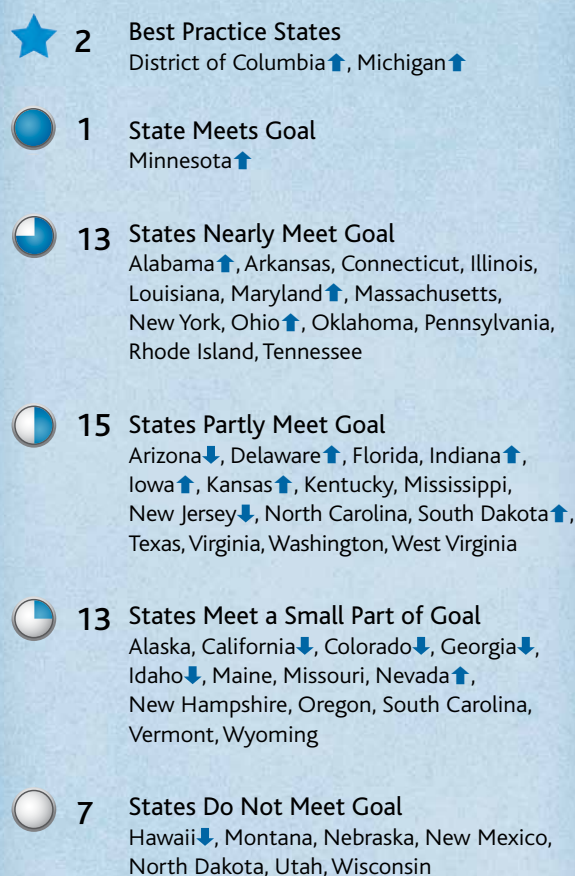 2 Best Practice States
District of Columbia⬆, Michigan⬆
1 State Meets Goal
Minnesota⬆
13 States Nearly Meet Goal
Alabama⬆, Arkansas, Connecticut, Illinois,
Louisiana, Maryland⬆, Massachusetts,
New York, Ohio⬆, Oklahoma, Pennsylvania,
Rhode Island, Tennessee
15 States Partly Meet Goal
Arizona⬇, Delaware⬆, Florida, Indiana⬆,
Iowa⬆, Kansas⬆, Kentucky, Mississippi,
New Jersey⬇, North Carolina, South Dakota⬆,
Texas, Virginia, Washington, West Virginia
13 States Meet a Small Part of Goal
Alaska, California⬇, Colorado⬇, Georgia⬇,
Idaho⬇, Maine, Missouri, Nevada⬆,
New Hampshire, Oregon, South Carolina,
Vermont, Wyoming
7 States Do Not Meet Goal
Hawaii⬇, Montana, Nebraska, New Mexico,
North Dakota, Utah, Wisconsin